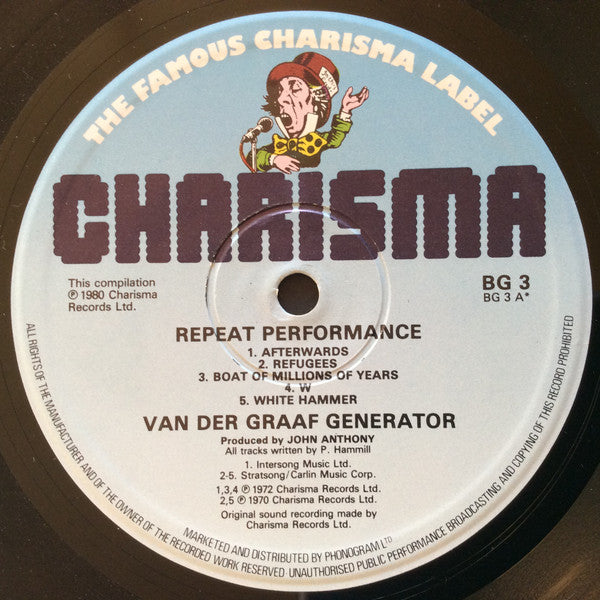 THE FAMOUS CHARISMA LABEL
CHARISMA
This compilation
℗ 1980 Charisma
Records Ltd.
BG 3
BG 3 A*
REPEAT PERFORMANCE
1. AFTERWARDS
2. REFUGEES
3. BOAT OF MILLIONS OF YEARS
4. W
5. WHITE HAMMER
VAN DER GRAAF GENERATOR
Produced by JOHN ANTHONY
All tracks written by P. Hammill
1. Intersong Music Ltd.
2-5. Stratsong/Carlin Music Corp.
1,3,4 ℗ 1972 Charisma Records Ltd.
2,5 ℗ 1970 Charisma Records Ltd.
Original sound recording made by
Charisma Records Ltd.
MARKETED AND DISTRIBUTED BY PHONOGRAM LTD
ALL RIGHTS OF THE MANUFACTURER AND OF THE OWNER OF THE RECORDED WORK RESERVED · UNAUTHORISED PUBLIC PERFORMANCE BROADCASTING AND COPYING OF THIS RECORD PROHIBITED